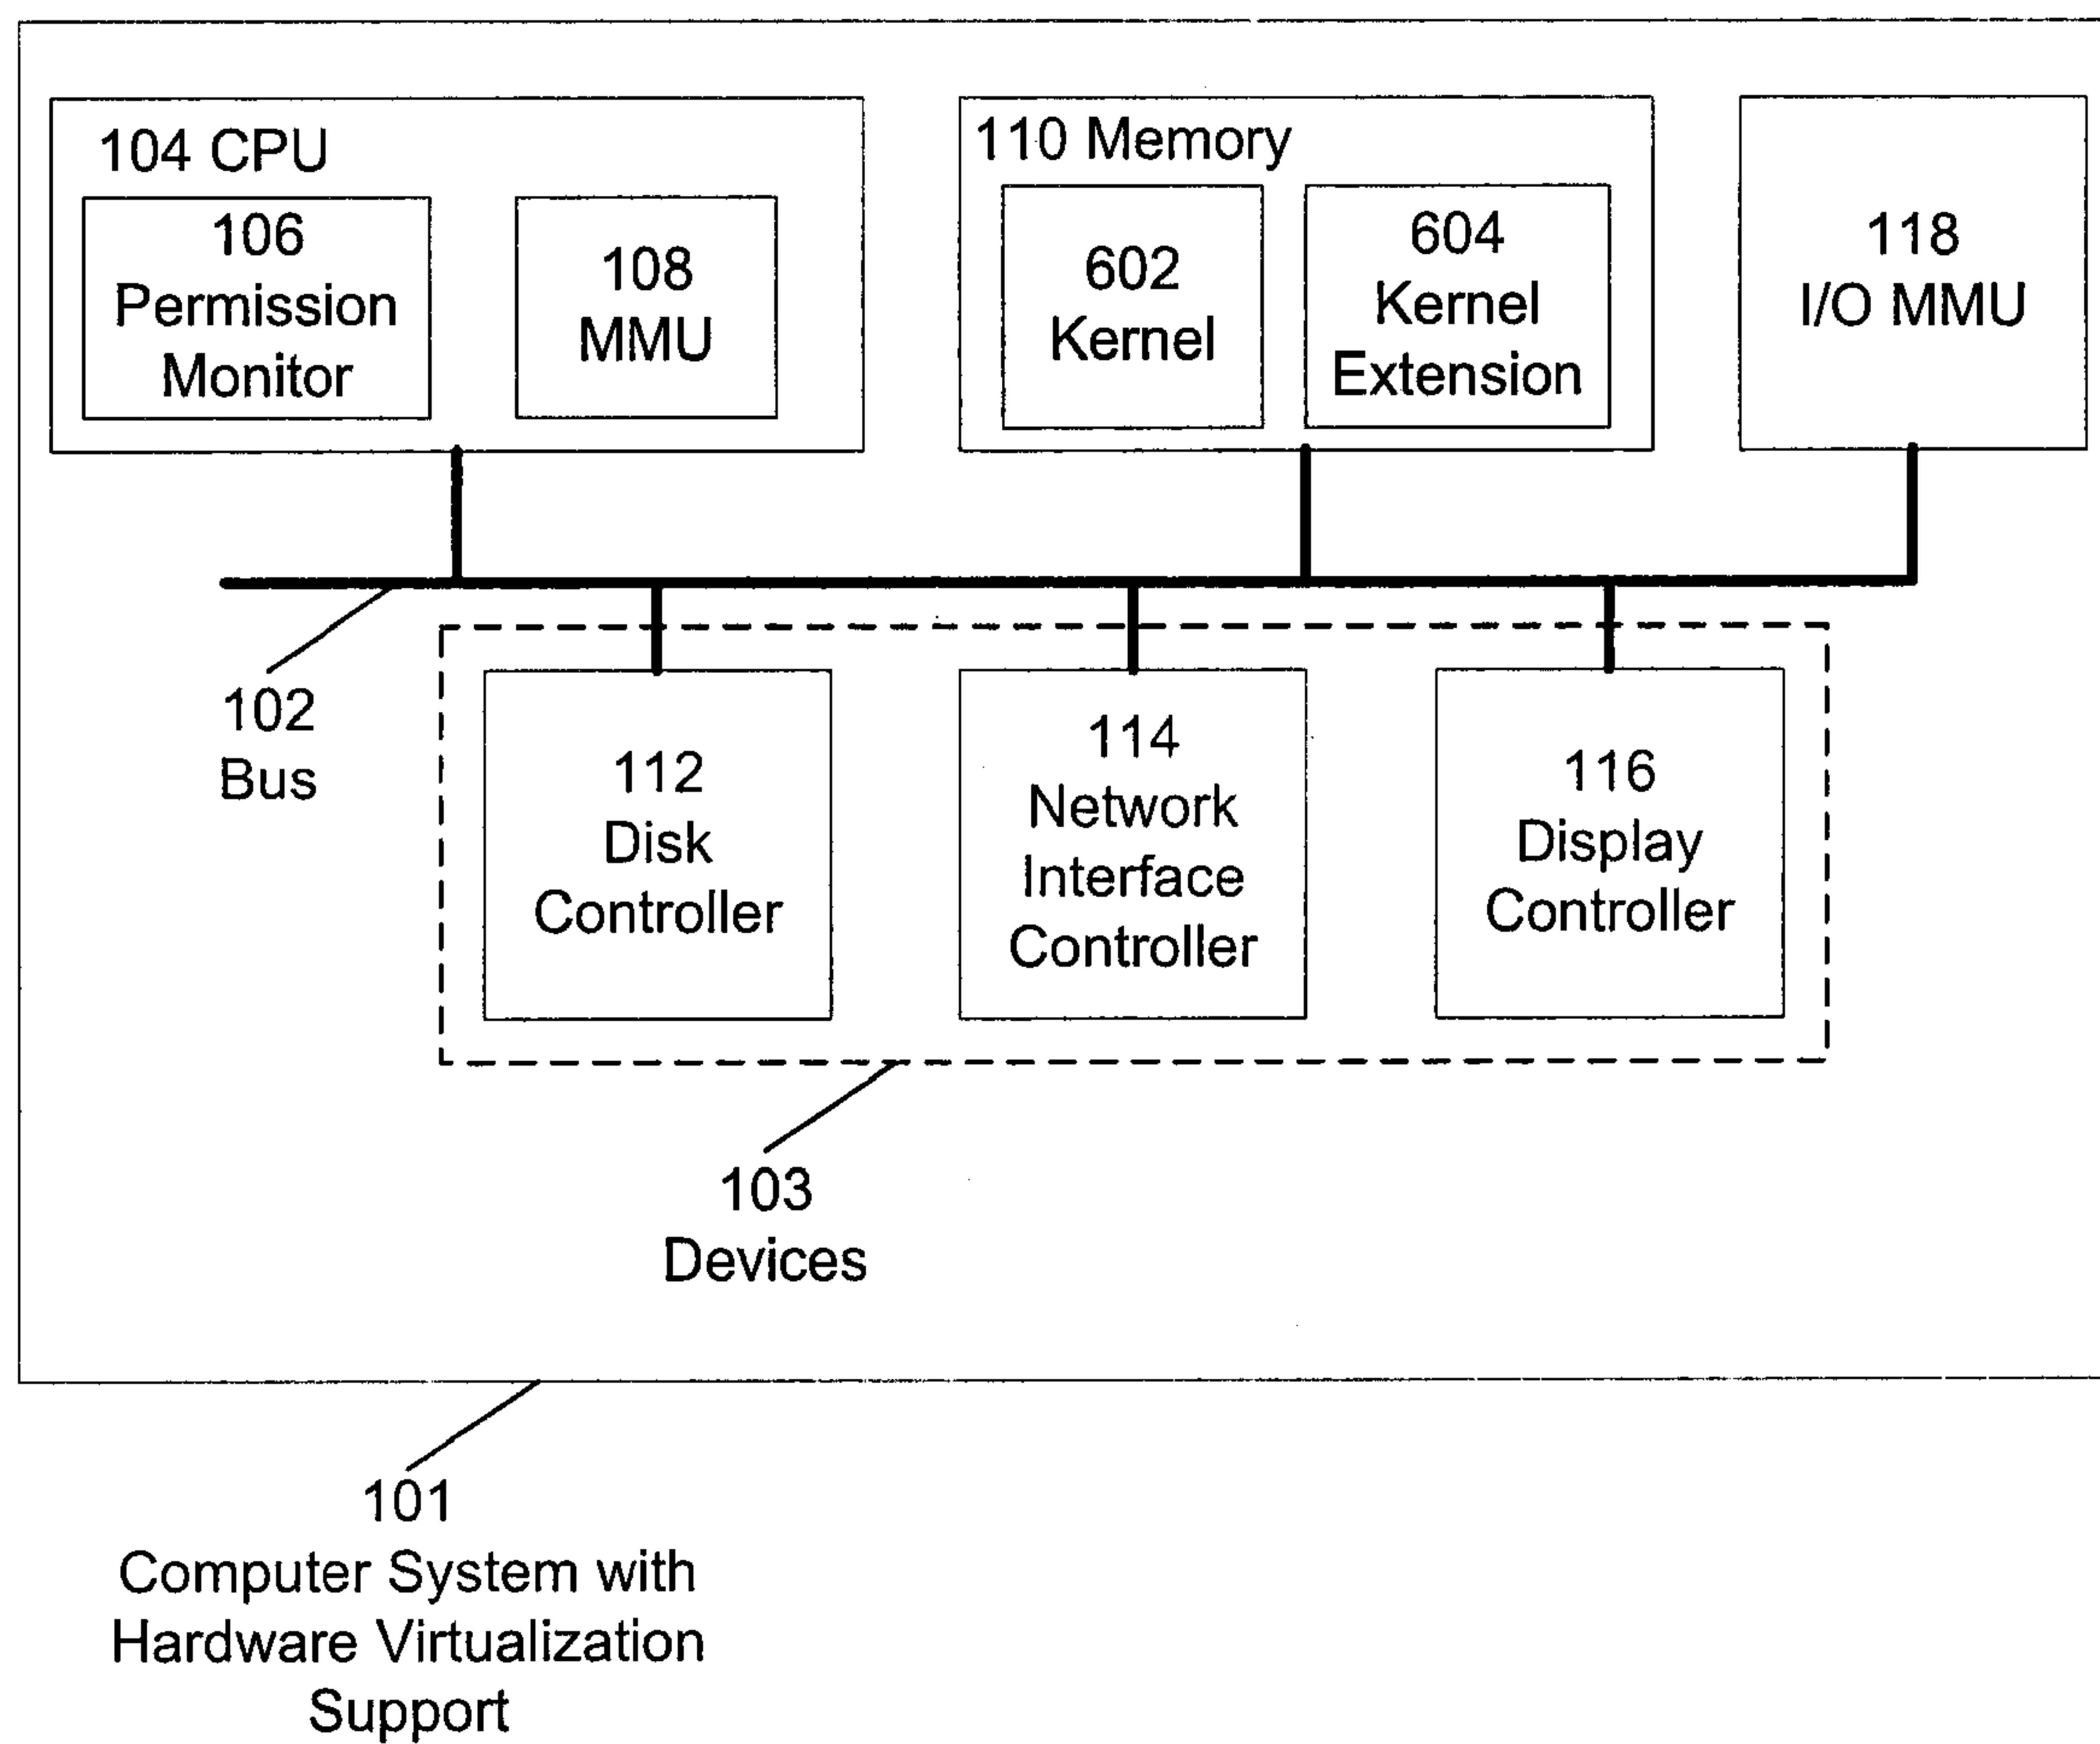 104 CPU
106
Permission
Monitor
108
MMU
110 Memory
602
Kernel
604
Kernel
Extension
118
I/O MMU
102
Bus
112
Disk
Controller
114
Network
Interface
Controller
116
Display
Controller
103
Devices
101
Computer System with
Hardware Virtualization
Support